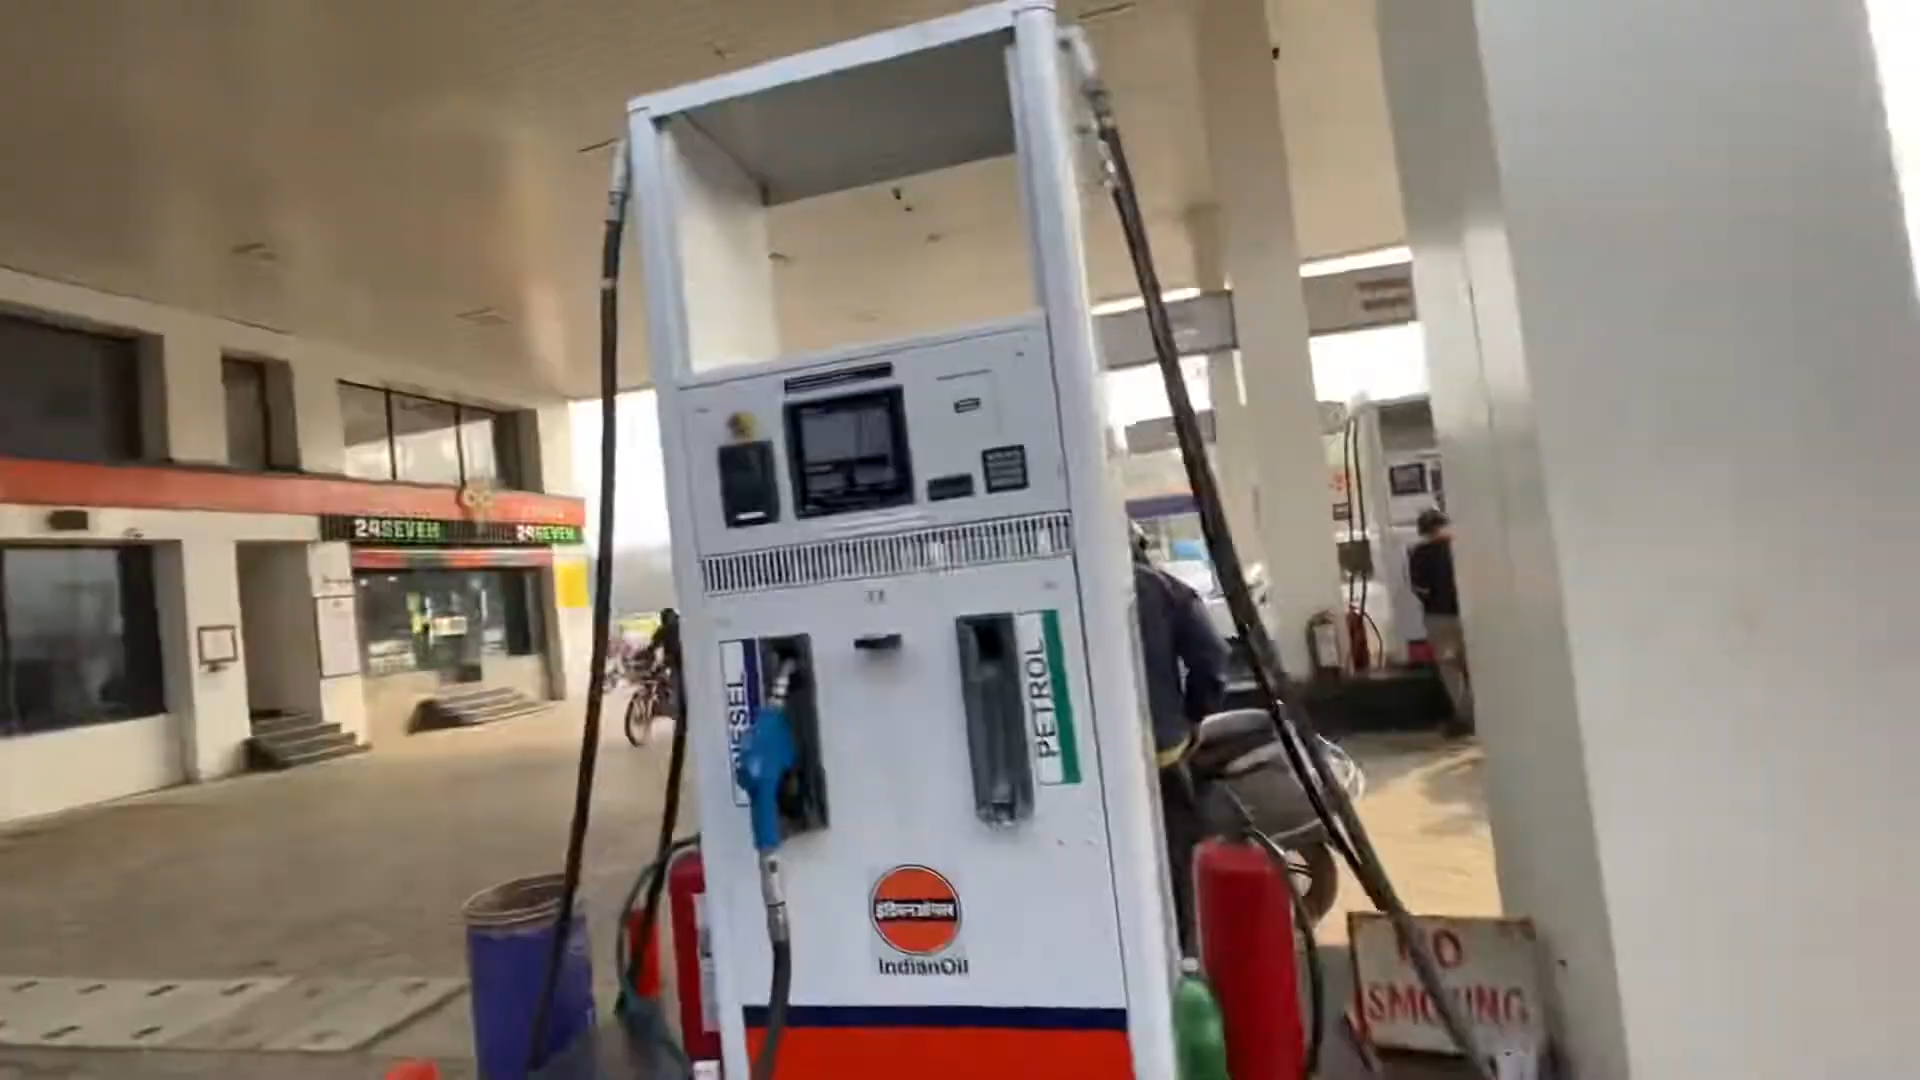 24SEVEN
24SEVEN
DIESEL
PETROL
इंडियनऑयल
IndianOil
NO
SMOKING